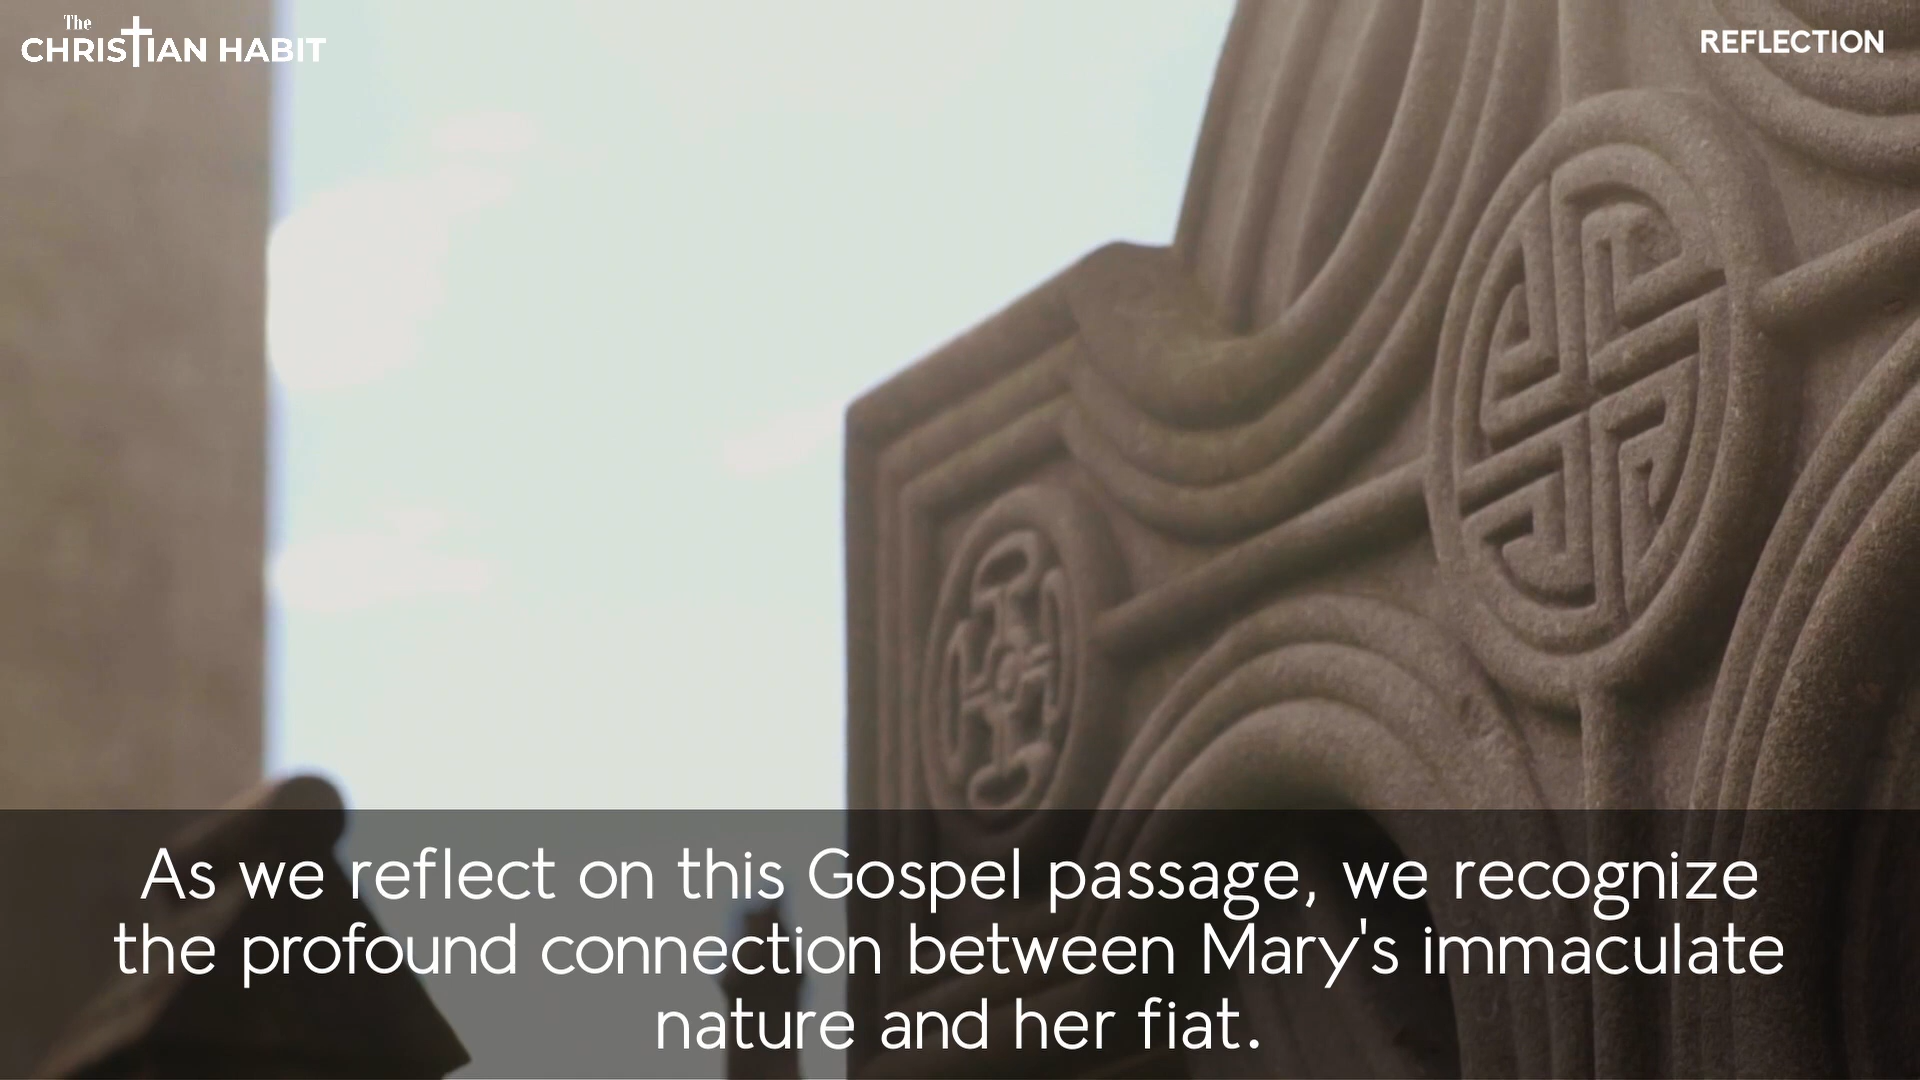 The
CHRISTIAN HABIT
REFLECTION
As we reflect on this Gospel passage, we recognize
the profound connection between Mary's immaculate
nature and her fiat.